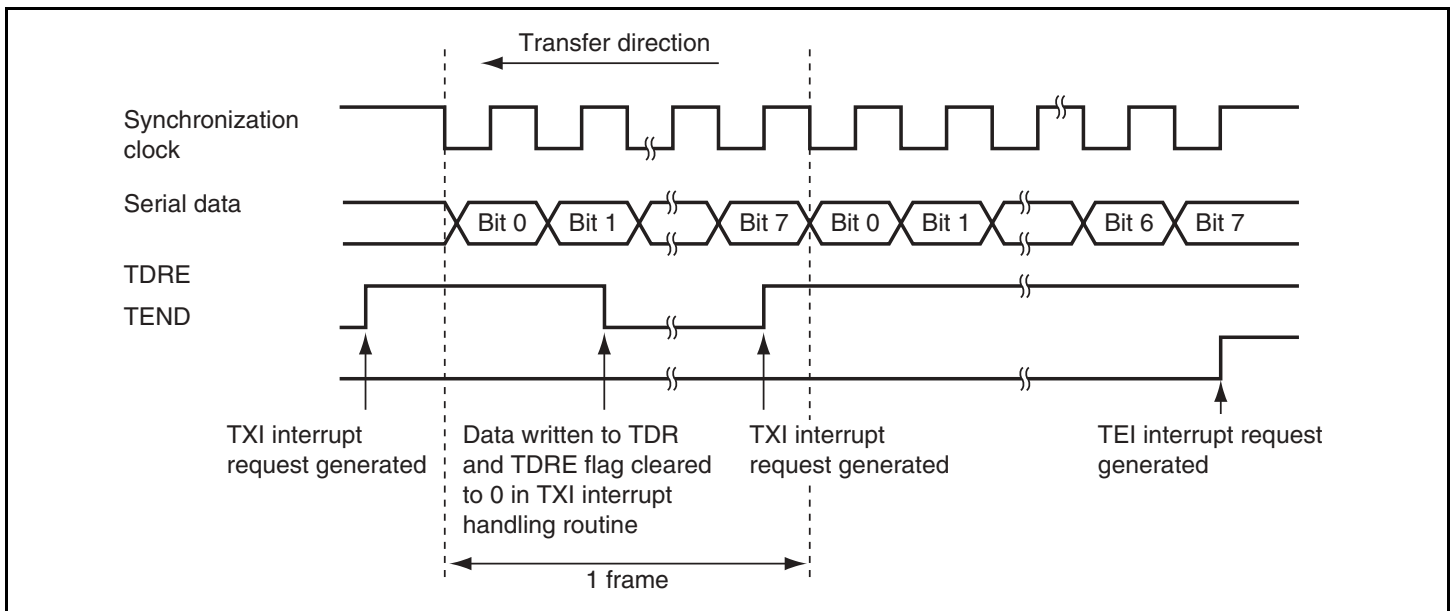 Transfer direction
Synchronization
clock
Serial data
Bit 0
Bit 1
Bit 7
Bit 0
Bit 1
Bit 6
Bit 7
TDRE
TEND
TXI interrupt
request generated
Data written to TDR
and TDRE flag cleared
to 0 in TXI interrupt
handling routine
TXI interrupt
request generated
TEI interrupt request
generated
1 frame